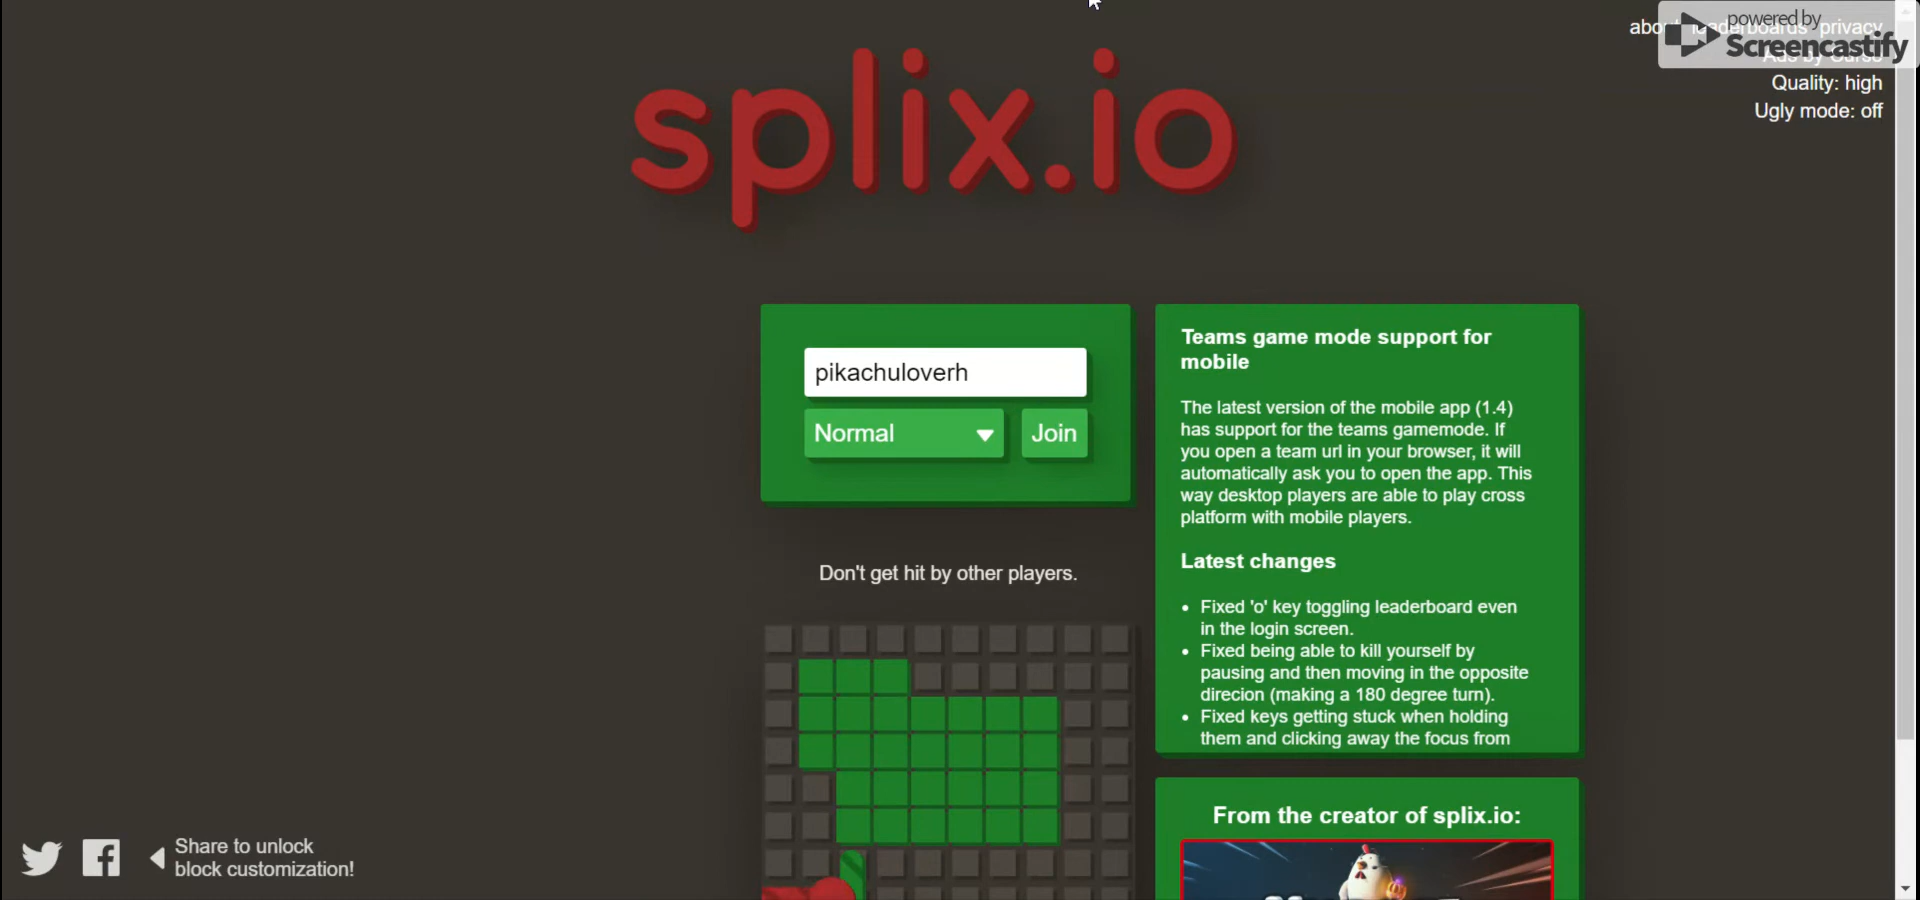 splix.io
powered by
Screencastify
privacy
Quality: high
Ugly mode: off
pikachuloverh
Normal
Join
Don't get hit by other players.
Teams game mode support for
mobile
The latest version of the mobile app (1.4)
has support for the teams gamemode. If
you open a team url in your browser, it will
automatically ask you to open the app. This
way desktop players are able to play cross
platform with mobile players.
Latest changes
Fixed 'o' key toggling leaderboard even
in the login screen.
Fixed being able to kill yourself by
pausing and then moving in the opposite
direcion (making a 180 degree turn).
Fixed keys getting stuck when holding
them and clicking away the focus from
From the creator of splix.io:
Share to unlock
block customization!